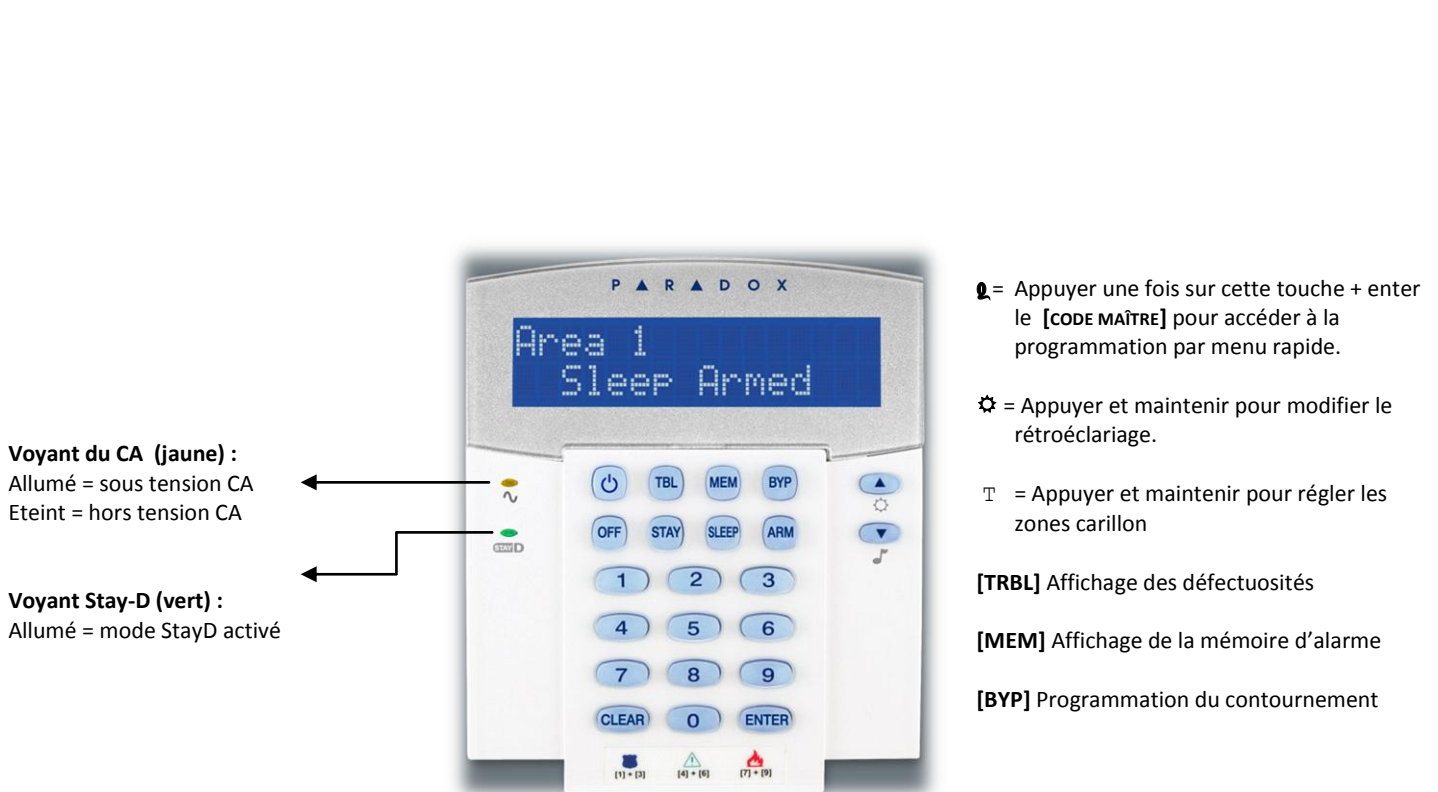 PARADOX
Area 1
Sleep Armed
Voyant du CA (jaune) :
Allumé = sous tension CA
Eteint = hors tension CA
Voyant Stay-D (vert) :
Allumé = mode StayD activé
TBL MEM BYP
OFF STAY SLEEP ARM
STAY D
1 2 3
4 5 6
7 8 9
CLEAR 0 ENTER
[1] + [3] [4] + [6] [7] + [9]
= Appuyer une fois sur cette touche + enter
le [CODE MAÎTRE] pour accéder à la
programmation par menu rapide.
= Appuyer et maintenir pour modifier le
rétroéclariage.
T = Appuyer et maintenir pour régler les
zones carillon
[TRBL] Affichage des défectuosités
[MEM] Affichage de la mémoire d’alarme
[BYP] Programmation du contournement